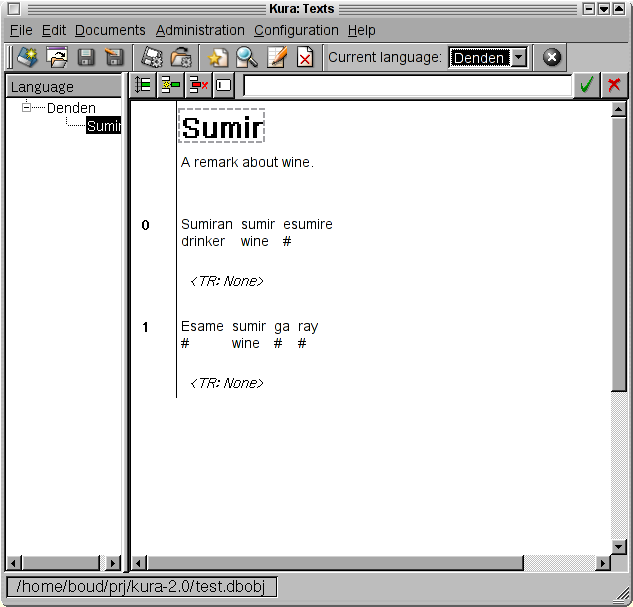 Kura: Texts
File Edit Documents Administration Configuration Help
Current language: Denden
Language
Denden
Sumir
Sumir
A remark about wine.
0 Sumiran sumir esumire
drinker wine #
<TR: None>
1 Esame sumir ga ray
# wine # #
<TR: None>
/home/boud/prj/kura-2.0/test.dbobj